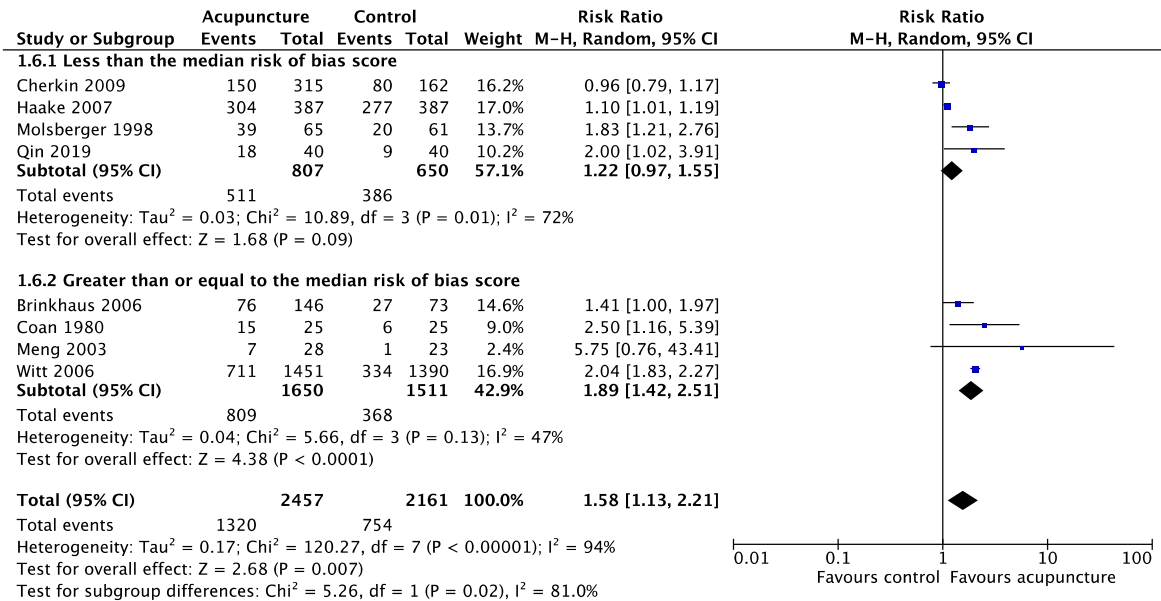 Acupuncture Control Risk Ratio Risk Ratio
Study or Subgroup Events Total Events Total Weight M-H, Random, 95% CI M-H, Random, 95% CI
1.6.1 Less than the median risk of bias score
Cherkin 2009 150 315 80 162 16.2% 0.96 [0.79, 1.17]
Haake 2007 304 387 277 387 17.0% 1.10 [1.01, 1.19]
Molsberger 1998 39 65 20 61 13.7% 1.83 [1.21, 2.76]
Qin 2019 18 40 9 40 10.2% 2.00 [1.02, 3.91]
Subtotal (95% CI) 807 650 57.1% 1.22 [0.97, 1.55]
Total events 511 386
Heterogeneity: Tau² = 0.03; Chi² = 10.89, df = 3 (P = 0.01); I² = 72%
Test for overall effect: Z = 1.68 (P = 0.09)
1.6.2 Greater than or equal to the median risk of bias score
Brinkhaus 2006 76 146 27 73 14.6% 1.41 [1.00, 1.97]
Coan 1980 15 25 6 25 9.0% 2.50 [1.16, 5.39]
Meng 2003 7 28 1 23 2.4% 5.75 [0.76, 43.41]
Witt 2006 711 1451 334 1390 16.9% 2.04 [1.83, 2.27]
Subtotal (95% CI) 1650 1511 42.9% 1.89 [1.42, 2.51]
Total events 809 368
Heterogeneity: Tau² = 0.04; Chi² = 5.66, df = 3 (P = 0.13); I² = 47%
Test for overall effect: Z = 4.38 (P < 0.0001)
Total (95% CI) 2457 2161 100.0% 1.58 [1.13, 2.21]
Total events 1320 754
Heterogeneity: Tau² = 0.17; Chi² = 120.27, df = 7 (P < 0.00001); I² = 94%
Test for overall effect: Z = 2.68 (P = 0.007)
Test for subgroup differences: Chi² = 5.26, df = 1 (P = 0.02), I² = 81.0%
0.01 0.1 1 10 100
Favours control Favours acupuncture